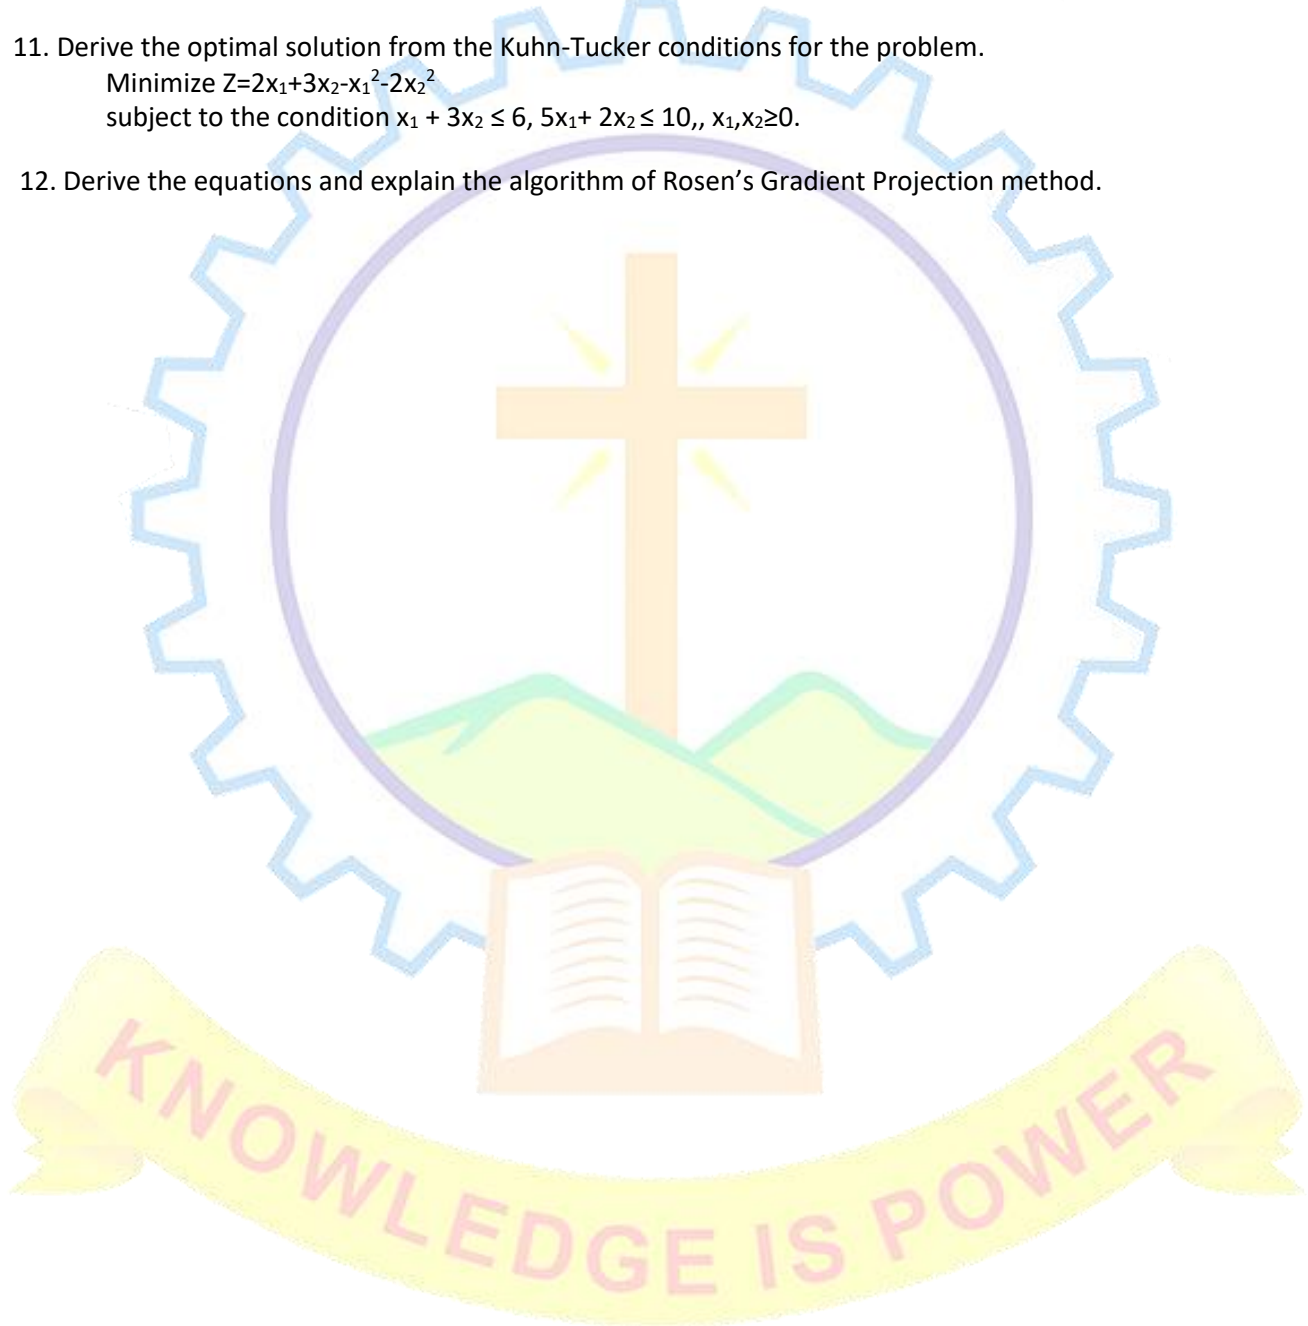 11. Derive the optimal solution from the Kuhn-Tucker conditions for the problem.
Minimize Z=2x₁+3x₂-x₁²-2x₂²
subject to the condition x₁ + 3x₂ ≤ 6, 5x₁+ 2x₂ ≤ 10,, x₁,x₂≥0.
12. Derive the equations and explain the algorithm of Rosen’s Gradient Projection method.
KNOWLEDGE IS POWER